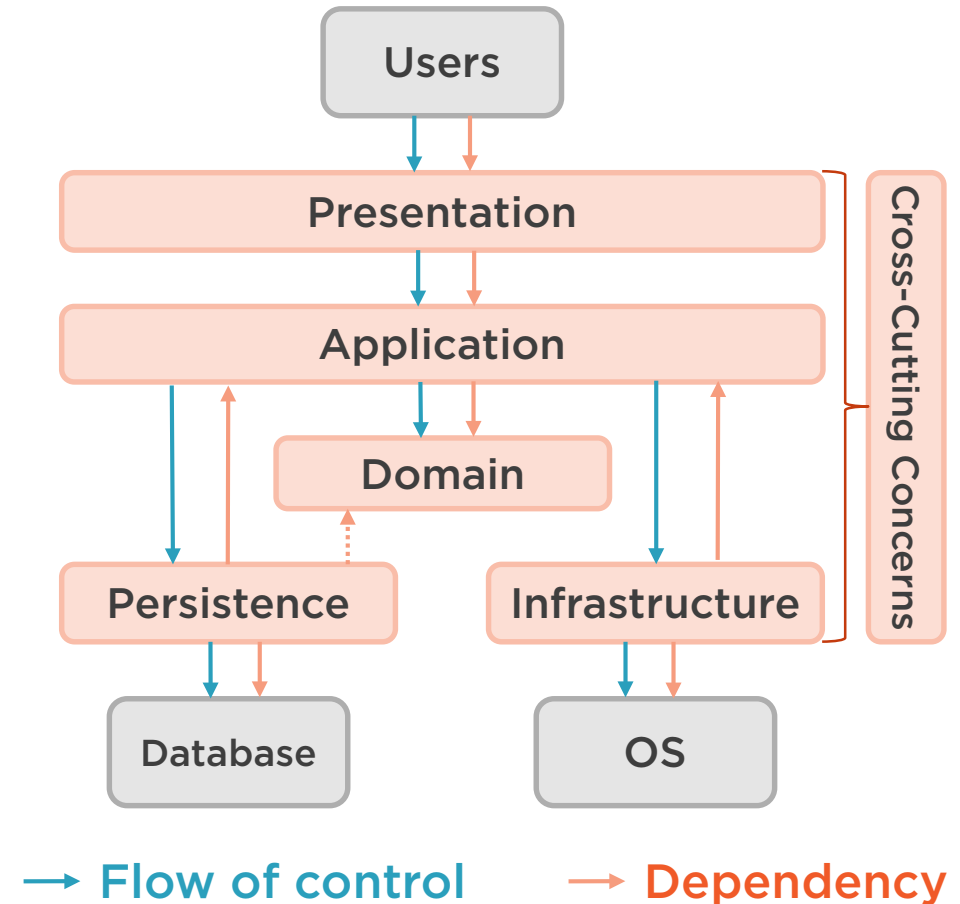 Users
Presentation
Application
Domain
Persistence
Infrastructure
Database
OS
Cross-Cutting Concerns
Flow of control
Dependency